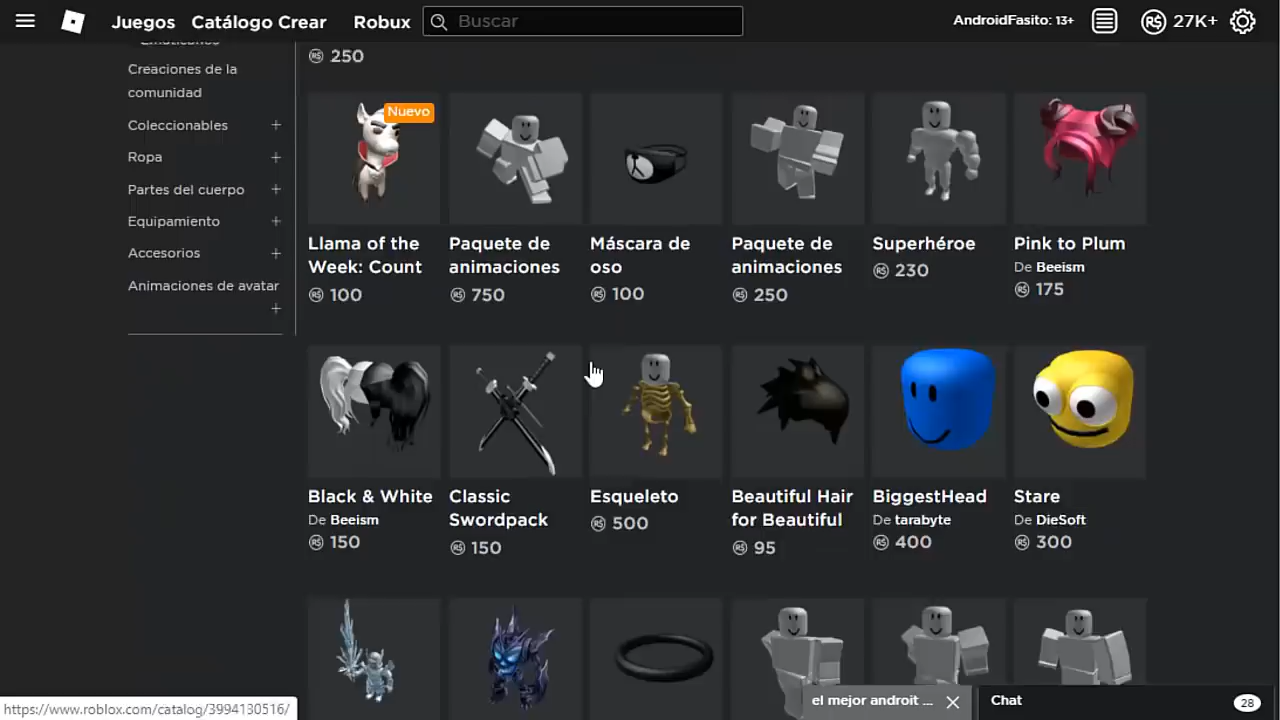 Juegos Catálogo Crear Robux Buscar AndroidFasito: 13+ 27K+
250
Creaciones de la
comunidad
Coleccionables +
Ropa +
Partes del cuerpo +
Equipamiento +
Accesorios +
Animaciones de avatar
+
Nuevo
Llama of the
Week: Count
100
Paquete de
animaciones
750
Máscara de
oso
100
Paquete de
animaciones
250
Superhéroe
230
Pink to Plum
De Beeism
175
Black & White
De Beeism
150
Classic
Swordpack
150
Esqueleto
500
Beautiful Hair
for Beautiful
95
BiggestHead
De tarabyte
400
Stare
De DieSoft
300
https://www.roblox.com/catalog/3994130516/
el mejor androit ...
Chat 28